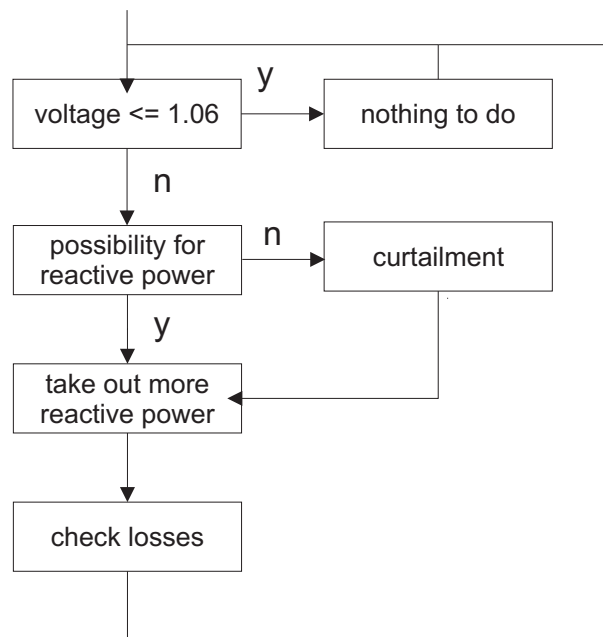 voltage <= 1.06
y
nothing to do
n
possibility for
reactive power
n
curtailment
y
take out more
reactive power
check losses